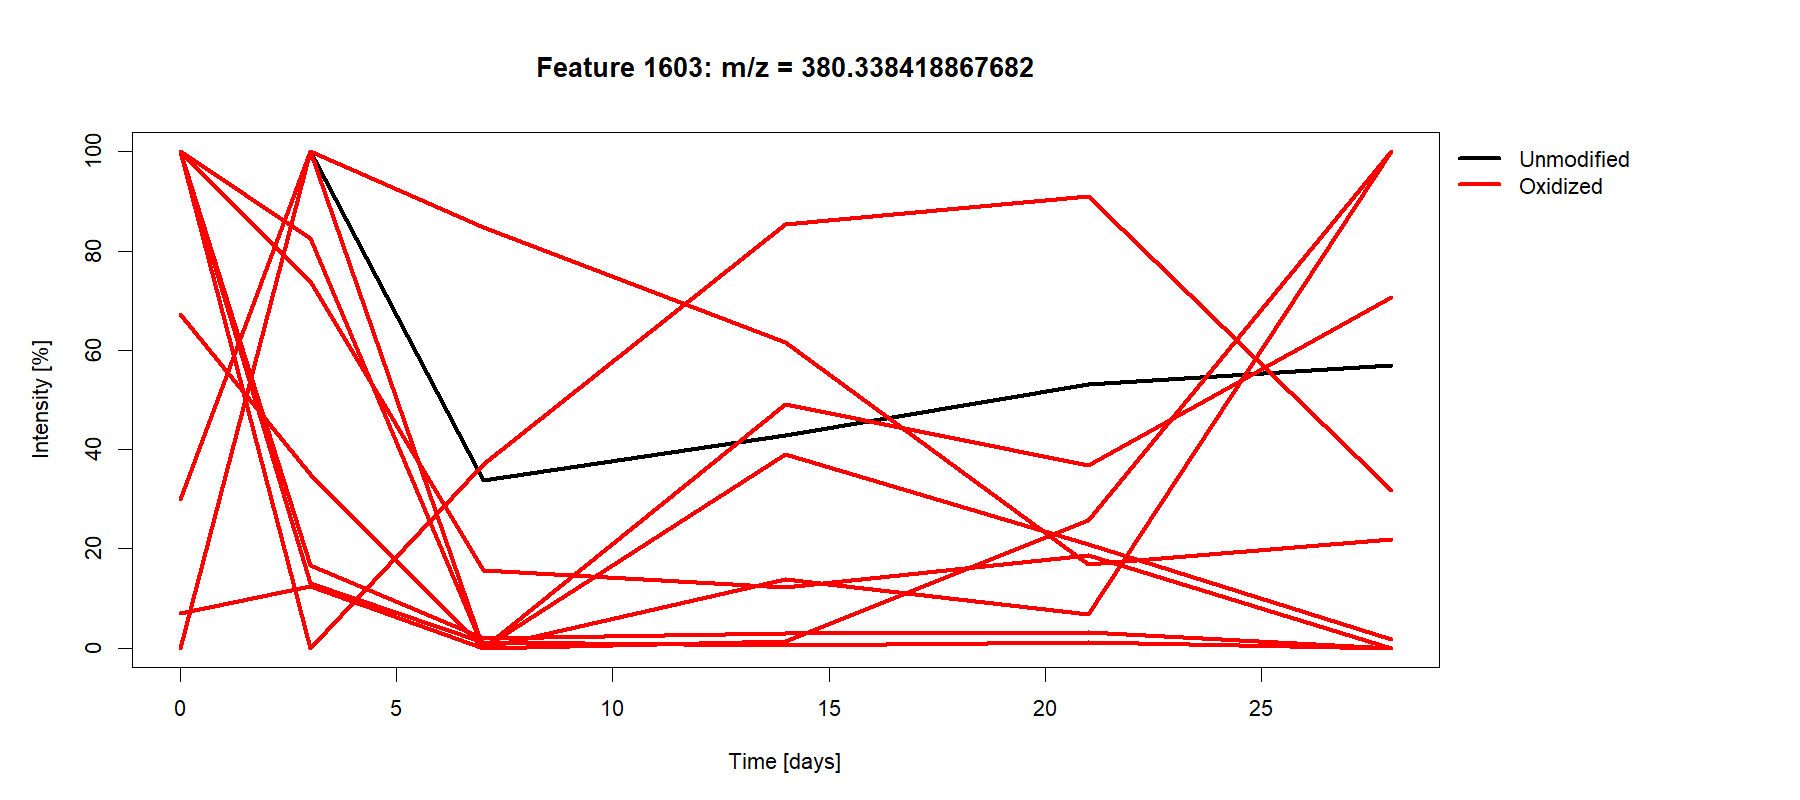 Feature 1603: m/z = 380.338418867682
Unmodified
Oxidized
Intensity [%]
100
80
60
40
20
0
0 5 10 15 20 25
Time [days]